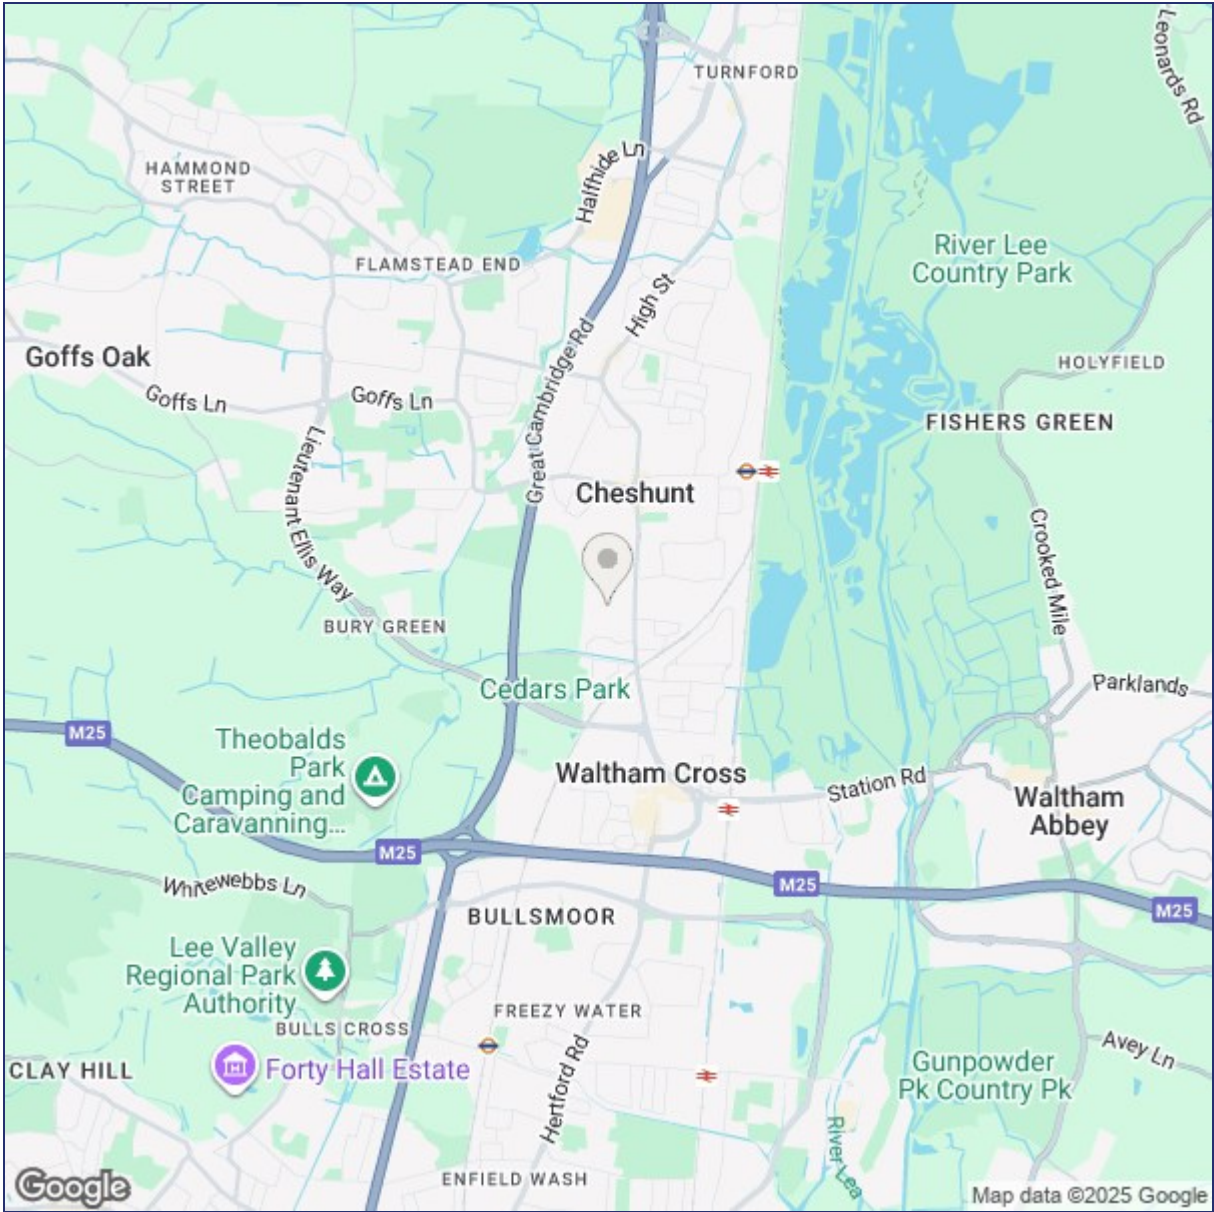 Leonards Rd
TURNFORD
Halfhide Ln
HAMMOND
STREET
River Lee
Country Park
FLAMSTEAD END
High St
Great Cambridge Rd
Goffs Oak
HOLYFIELD
Goffs Ln
Goffs Ln
FISHERS GREEN
Lieutenant Ellis Way
Cheshunt
Crooked Mile
BURY GREEN
Cedars Park
Parklands
M25
Theobalds
Park
Camping and
Caravanning...
Waltham Cross
Station Rd
Waltham
Abbey
M25
M25
Whitewebbs Ln
M25
BULLSMOOR
Lee Valley
Regional Park
Authority
FREEZY WATER
BULLS CROSS
Hertford Rd
Avey Ln
CLAY HILL
Forty Hall Estate
Gunpowder
Pk Country Pk
River Lea
ENFIELD WASH
Google
Map data ©2025 Google